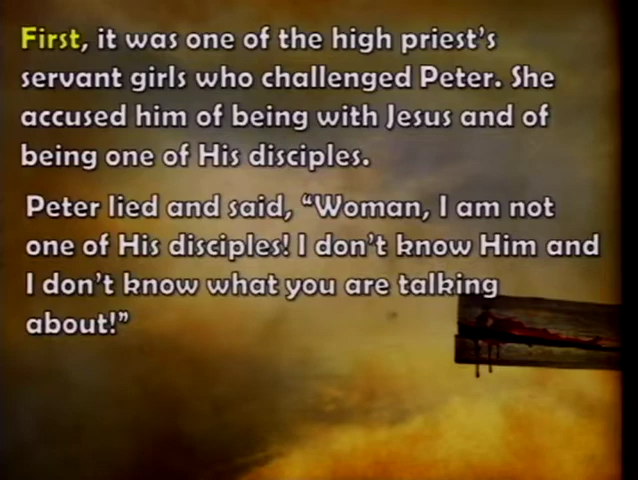 First, it was one of the high priest's
servant girls who challenged Peter. She
accused him of being with Jesus and of
being one of His disciples.
Peter lied and said, “Woman, I am not
one of His disciples! I don't know Him and
I don't know what you are talking
about!”